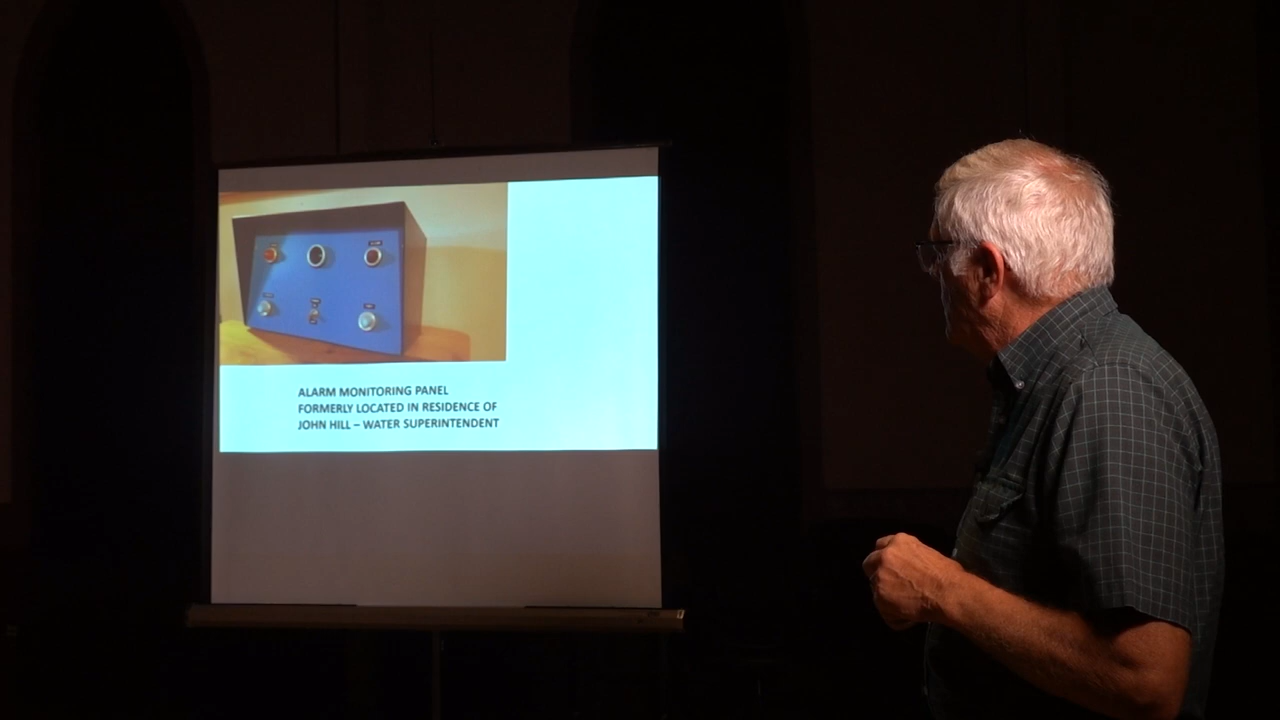 ALARM MONITORING PANEL
FORMERLY LOCATED IN RESIDENCE OF
JOHN HILL – WATER SUPERINTENDENT